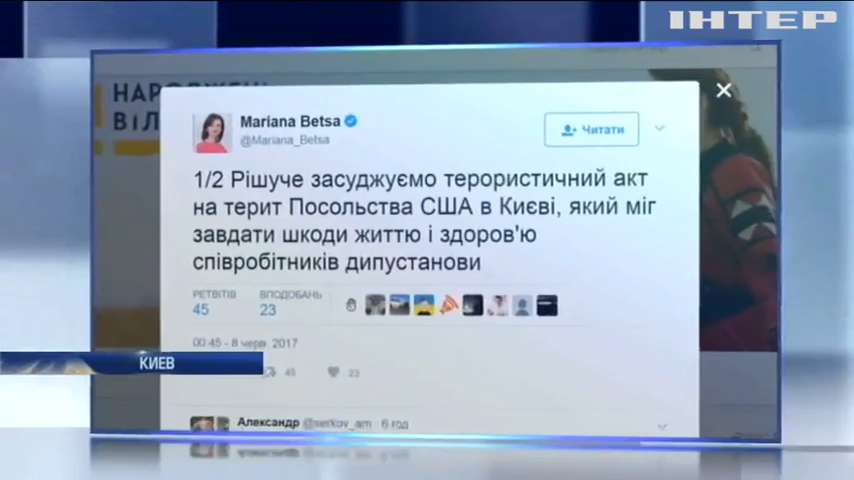 ІНТЕР
НАРОДЖЕНІ
ВІЛ
Mariana Betsa
@Mariana_Betsa
Читати
1/2 Рішуче засуджуємо терористичний акт
на терит Посольства США в Києві, який міг
завдати шкоди життю і здоров'ю
співробітників дипустанови
РЕТВІТІВ ВПОДОБАНЬ
45 23
00:45 - 8 черв. 2017
КИЕВ
45 23
Александр @serkov_am 6 год